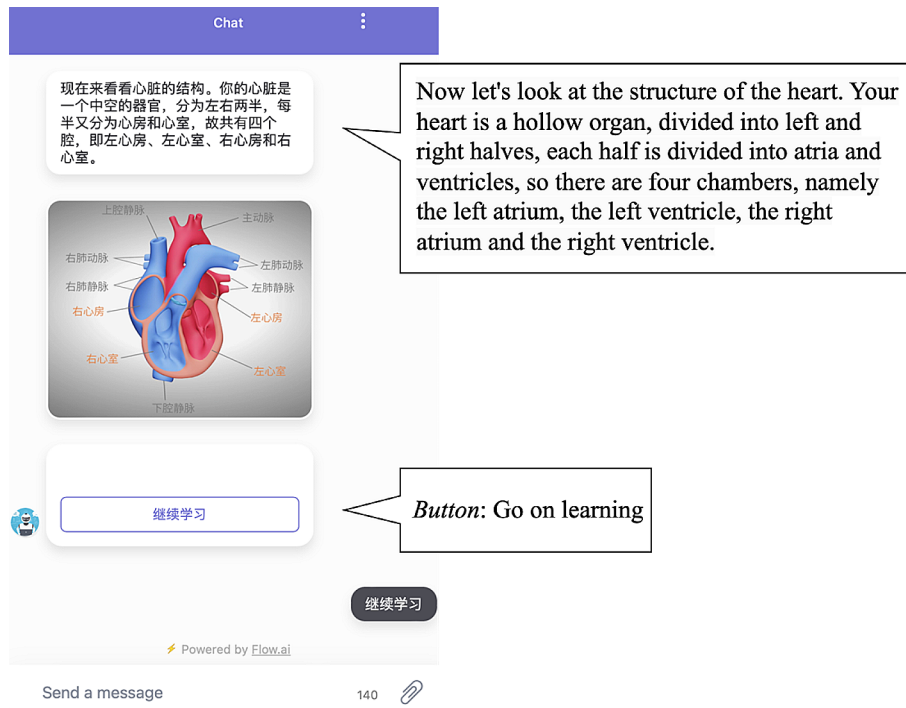 Chat
现在来看看心脏的结构。你的心脏是
一个中空的器官，分为左右两半，每
半又分为心房和心室，故共有四个
腔，即左心房、左心室、右心房和右
心室。
Now let's look at the structure of the heart. Your
heart is a hollow organ, divided into left and
right halves, each half is divided into atria and
ventricles, so there are four chambers, namely
the left atrium, the left ventricle, the right
atrium and the right ventricle.
上腔静脉
主动脉
右肺动脉
左肺动脉
右肺静脉
左肺静脉
右心房
左心房
右心室
左心室
下腔静脉
继续学习
Button: Go on learning
继续学习
Powered by Flow.ai
Send a message
140